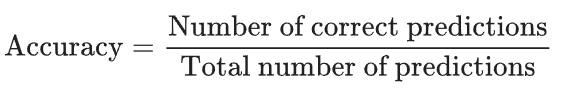 Accuracy = Number of correct predictions
Total number of predictions